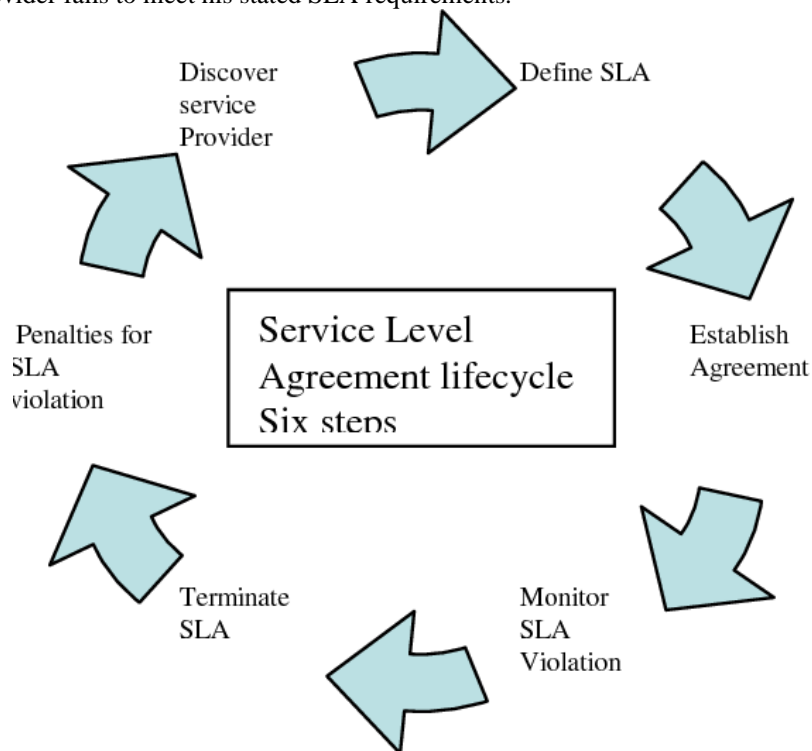 fails to meet his stated SLA requirements.
Discover
service
Provider
Define SLA
Establish
Agreement
Monitor
SLA
Violation
Terminate
SLA
Penalties for
SLA
violation
Service Level
Agreement lifecycle
Six steps